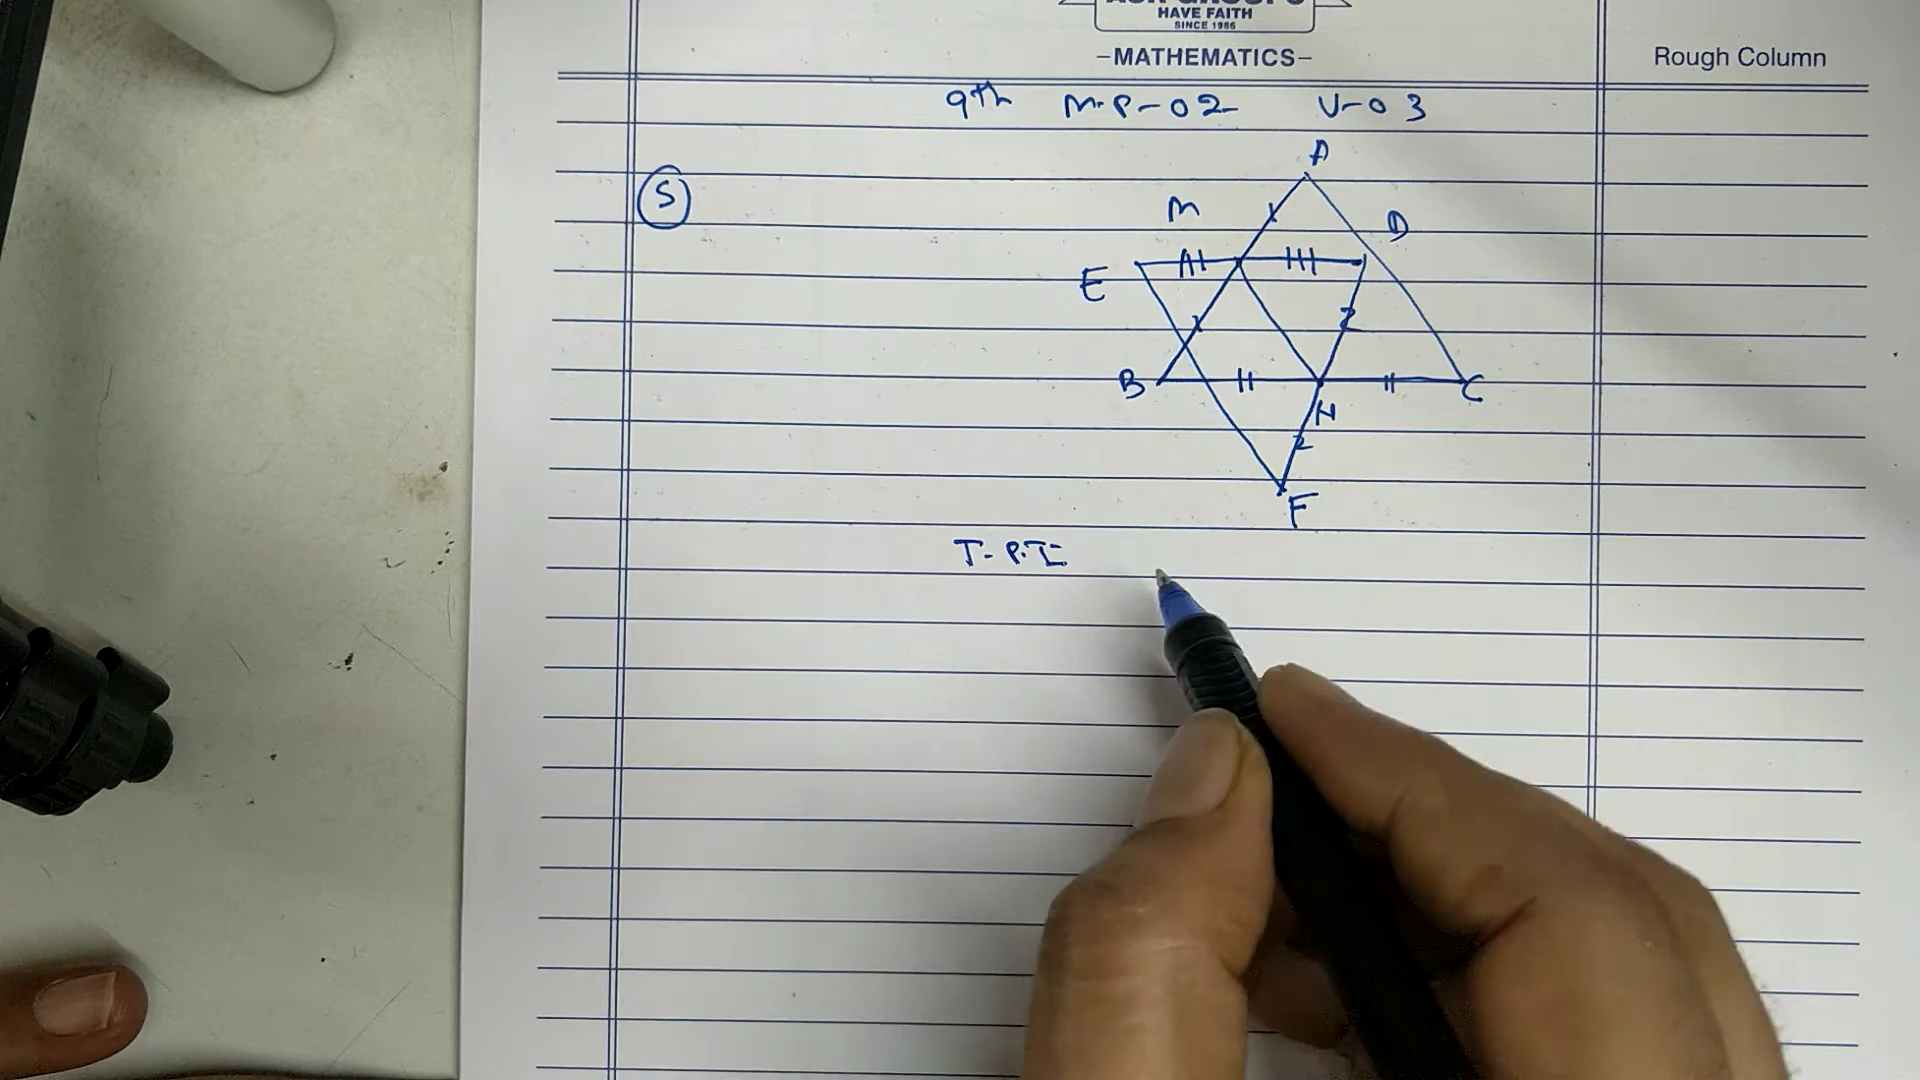 HAVE FAITH
SINCE 1986
-MATHEMATICS-
Rough Column
9th M.P-02 V-03
5
A
M
D
E
B
N
C
F
T.P.T